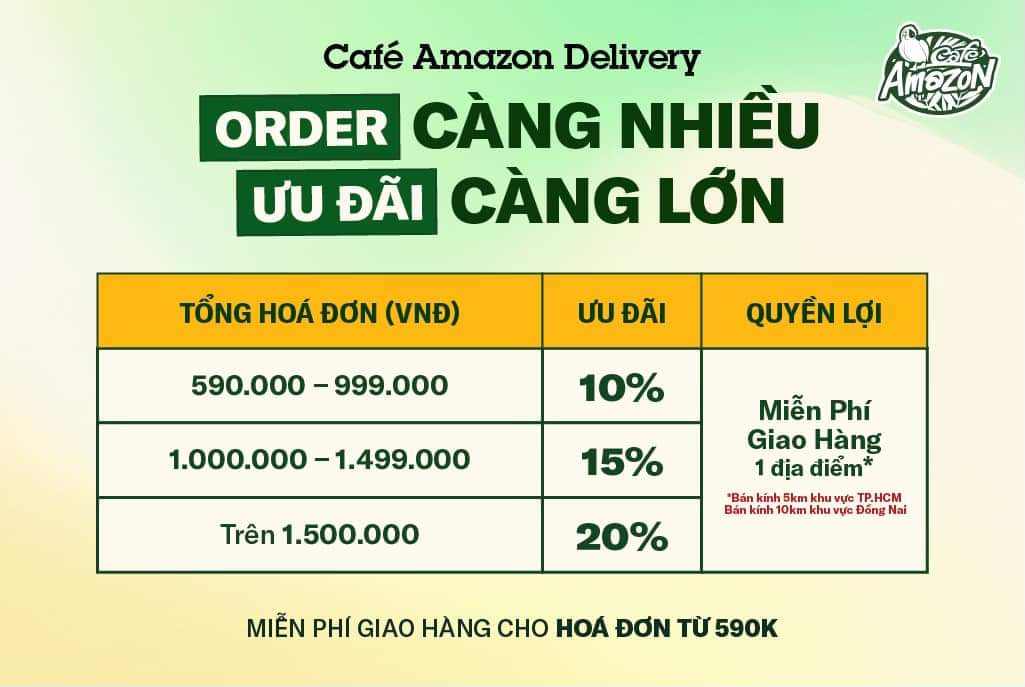 Café Amazon Delivery
Café
AmazoN
ORDER CÀNG NHIỀU
ƯU ĐÃI CÀNG LỚN
TỔNG HOÁ ĐƠN (VNĐ) ƯU ĐÃI QUYỀN LỢI
590.000 – 999.000 10%
1.000.000 – 1.499.000 15%
Trên 1.500.000 20%
Miễn Phí
Giao Hàng
1 địa điểm*
*Bán kính 5km khu vực TP.HCM
Bán kính 10km khu vực Đồng Nai
MIỄN PHÍ GIAO HÀNG CHO HOÁ ĐƠN TỪ 590K